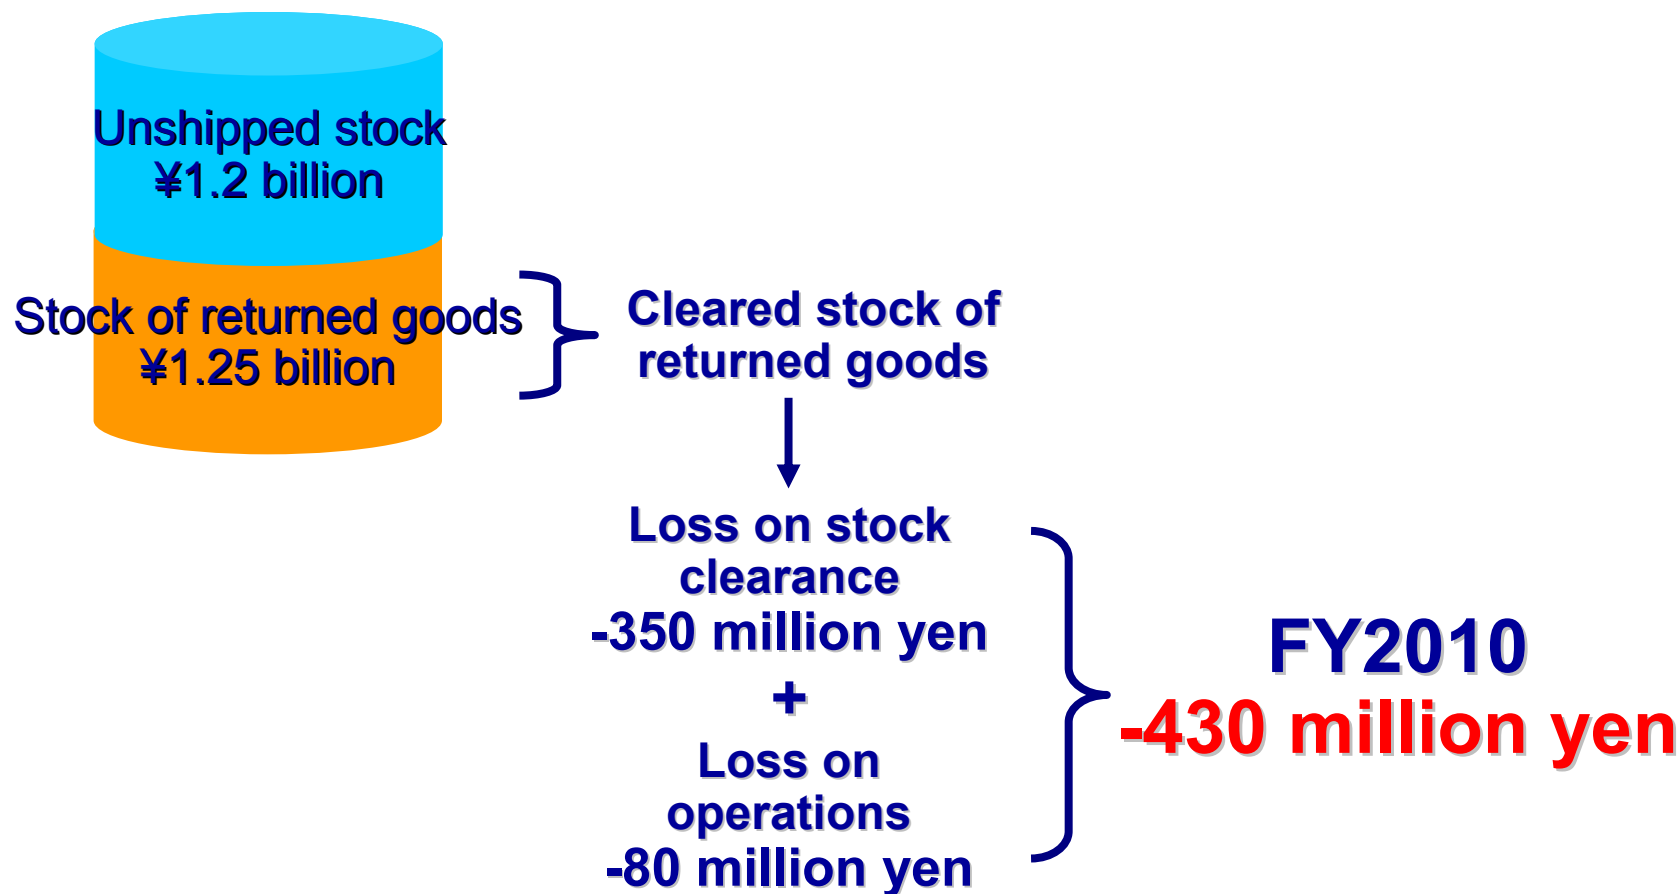 Unshipped stock
¥1.2 billion
Stock of returned goods
¥1.25 billion
Cleared stock of
returned goods
Loss on stock
clearance
-350 million yen
+
Loss on
operations
-80 million yen
FY2010
-430 million yen